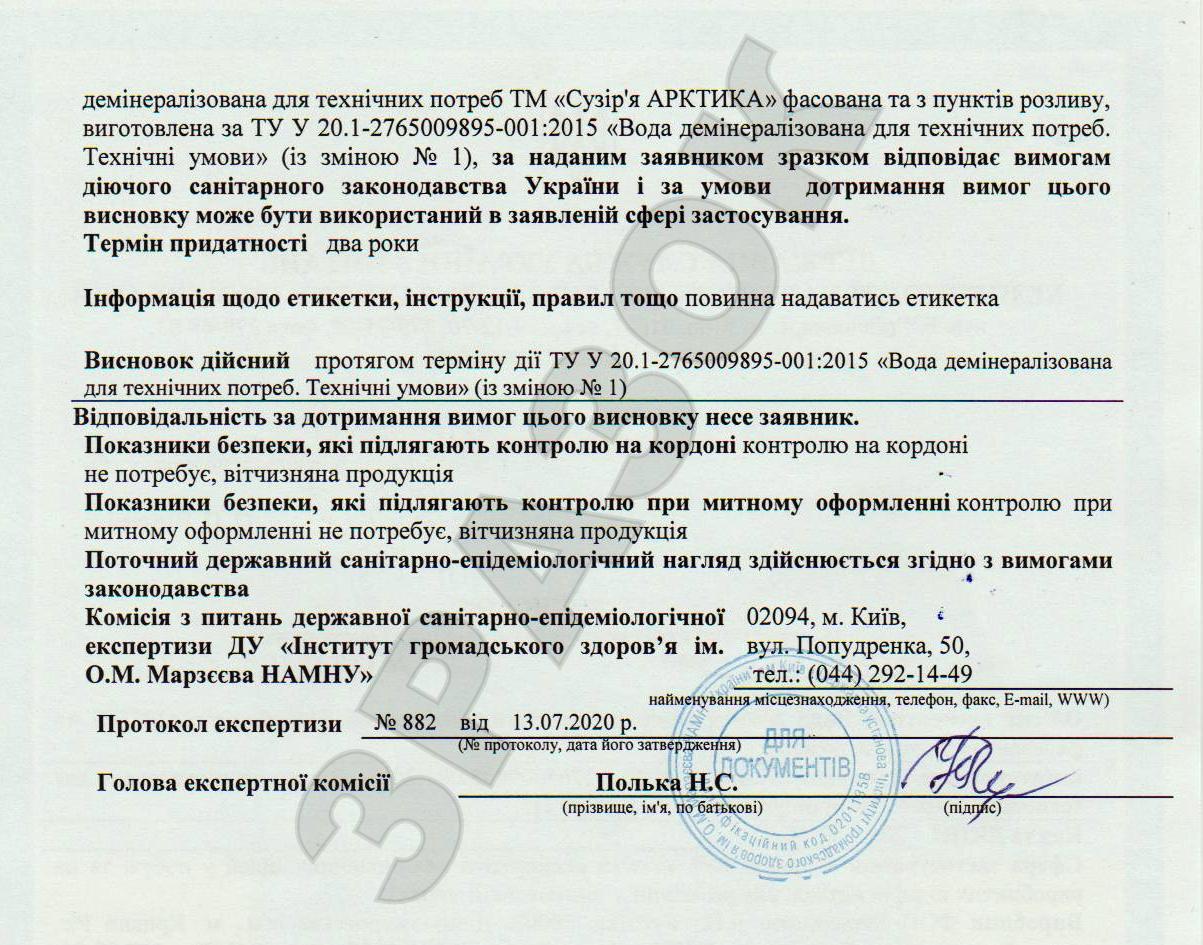 демінералізована для технічних потреб ТМ «Сузір'я АРКТИКА» фасована та з пунктів розливу,
виготовлена за ТУ У 20.1-2765009895-001:2015 «Вода демінералізована для технічних потреб.
Технічні умови» (із зміною № 1), за наданим заявником зразком відповідає вимогам
діючого санітарного законодавства України і за умови дотримання вимог цього
висновку може бути використаний в заявленій сфері застосування.
Термін придатності два роки
Інформація щодо етикетки, інструкції, правил тощо повинна надаватись етикетка
Висновок дійсний протягом терміну дії ТУ У 20.1-2765009895-001:2015 «Вода демінералізована
для технічних потреб. Технічні умови» (із зміною № 1)
Відповідальність за дотримання вимог цього висновку несе заявник.
Показники безпеки, які підлягають контролю на кордоні контролю на кордоні
не потребує, вітчизняна продукція
Показники безпеки, які підлягають контролю при митному оформленні контролю при
митному оформленні не потребує, вітчизняна продукція
Поточний державний санітарно-епідеміологічний нагляд здійснюється згідно з вимогами
законодавства
Комісія з питань державної санітарно-епідеміологічної 02094, м. Київ,
експертизи ДУ «Інститут громадського здоров’я ім. вул. Попудренка, 50,
О.М. Марзєєва НАМНУ» тел.: (044) 292-14-49
найменування місцезнаходження, телефон, факс, E-mail, WWW)
Протокол експертизи № 882 від 13.07.2020 р.
(№ протоколу, дата його затвердження)
Голова експертної комісії Полька Н.С.
(прізвище, ім'я, по батькові) (підпис)
ДЛЯ
ДОКУМЕНТІВ
ідентифікаційний код 02011858
ЗРАЗОК